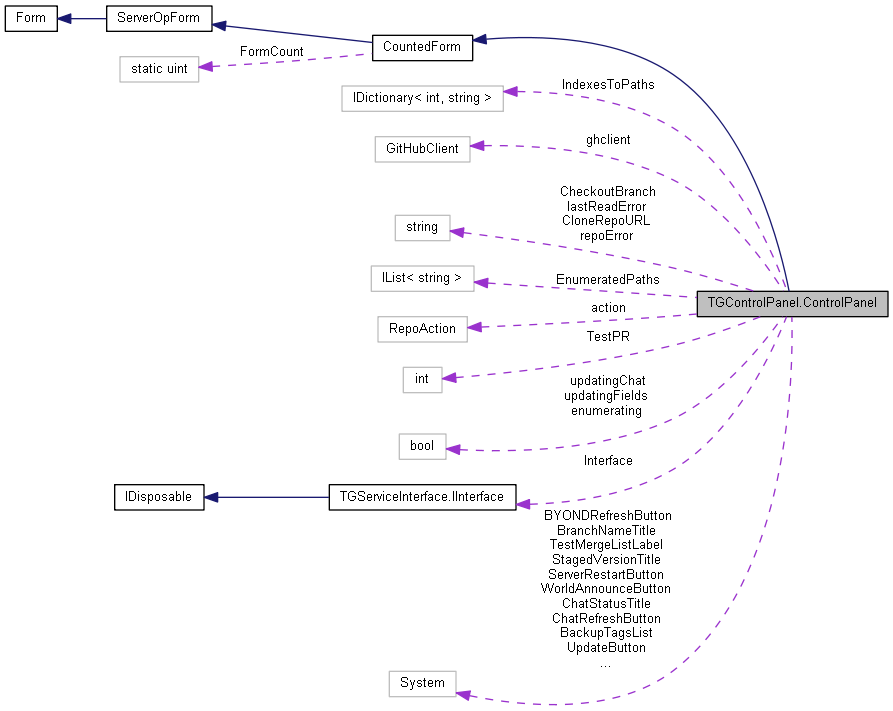 Form
ServerOpForm
CountedForm
FormCount
static uint
IndexesToPaths
IDictionary< int, string >
ghclient
GitHubClient
CheckoutBranch
lastReadError
CloneRepoURL
repoError
string
EnumeratedPaths
IList< string >
TGControlPanel.ControlPanel
action
RepoAction
TestPR
int
updatingChat
updatingFields
enumerating
bool
Interface
IDisposable
TGServiceInterface.IInterface
BYONDRefreshButton
BranchNameTitle
TestMergeListLabel
StagedVersionTitle
ServerRestartButton
WorldAnnounceButton
ChatStatusTitle
ChatRefreshButton
BackupTagsList
UpdateButton
...
System